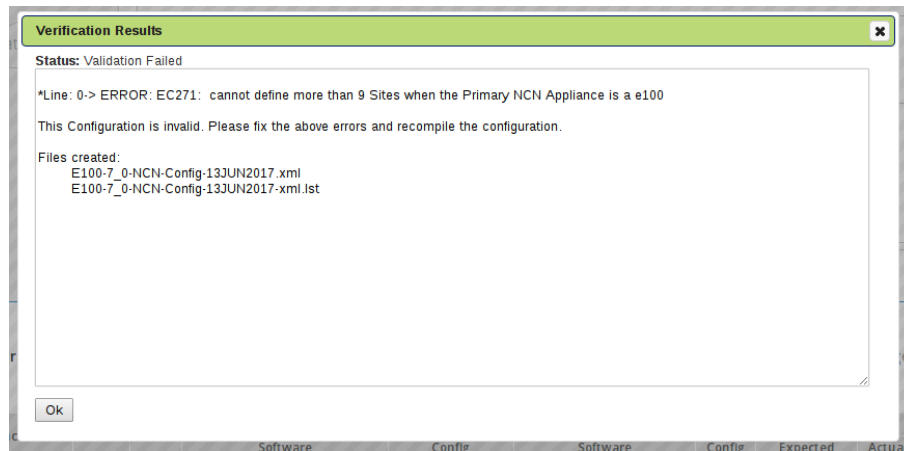 Verification Results
Status: Validation Failed
*Line: 0-> ERROR: EC271:  cannot define more than 9 Sites when the Primary NCN Appliance is a e100
This Configuration is invalid. Please fix the above errors and recompile the configuration.
Files created:
E100-7_0-NCN-Config-13JUN2017.xml
E100-7_0-NCN-Config-13JUN2017-xml.lst
Ok
Software Config Software Config Expected